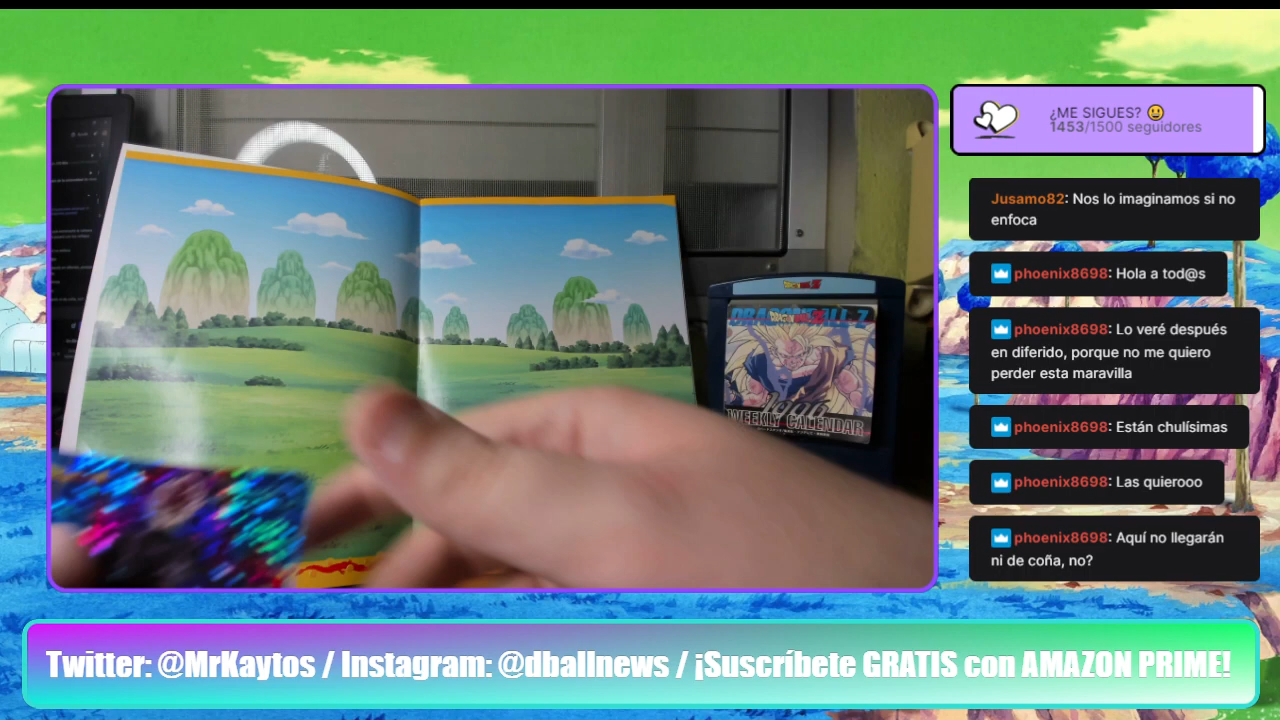 ¿ME SIGUES? 😀
1453/1500 seguidores
Jusamo82: Nos lo imaginamos si no
enfoca
phoenix8698: Hola a tod@s
phoenix8698: Lo veré después
en diferido, porque no me quiero
perder esta maravilla
phoenix8698: Están chulísimas
phoenix8698: Las quierooo
phoenix8698: Aquí no llegarán
ni de coña, no?
DRAGON BALL Z
WEEKLY CALENDAR
Twitter: @MrKaytos / Instagram: @dballnews / ¡Suscríbete GRATIS con AMAZON PRIME!